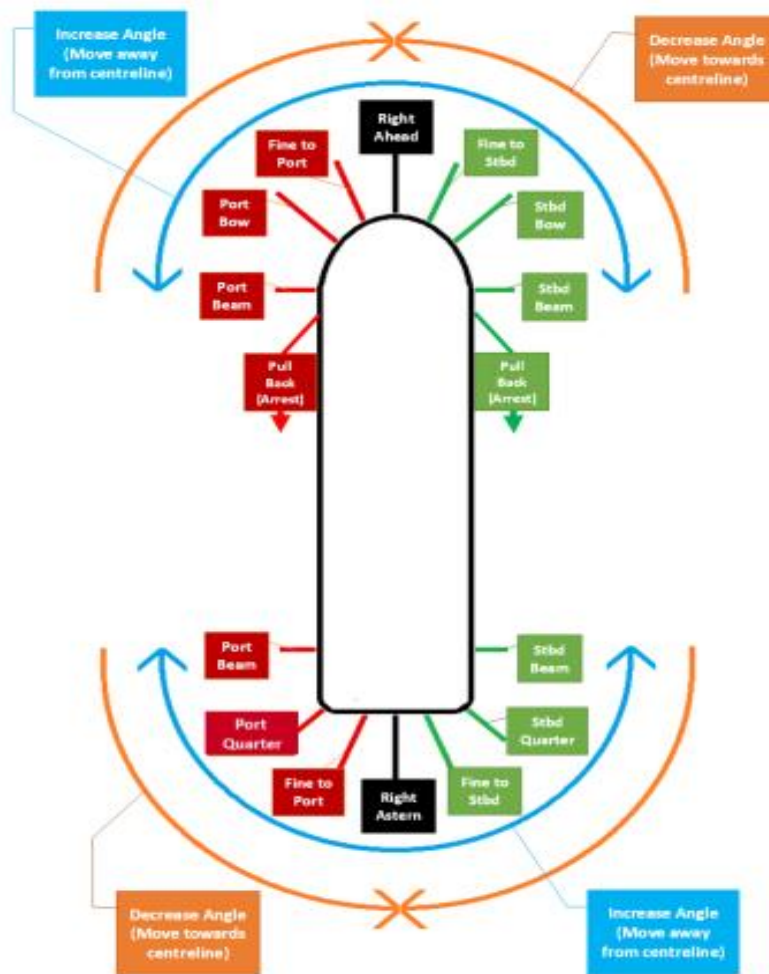 Increase Angle
(Move away
from centreline)
Decrease Angle
(Move towards
centreline)
Right
Ahead
Fine to
Port
Fine to
Stbd
Port
Bow
Stbd
Bow
Port
Beam
Stbd
Beam
Pull
Back
(Arrest)
Pull
Back
(Arrest)
Port
Beam
Stbd
Beam
Port
Quarter
Stbd
Quarter
Fine to
Port
Right
Astern
Fine to
Stbd
Decrease Angle
(Move towards
centreline)
Increase Angle
(Move away
from centreline)